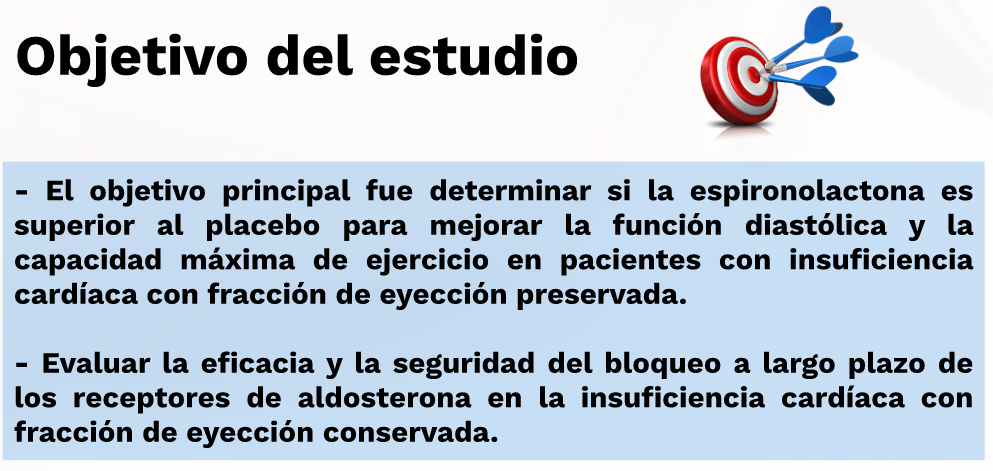 Objetivo del estudio
- El objetivo principal fue determinar si la espironolactona es
superior al placebo para mejorar la función diastólica y la
capacidad máxima de ejercicio en pacientes con insuficiencia
cardíaca con fracción de eyección preservada.
- Evaluar la eficacia y la seguridad del bloqueo a largo plazo de
los receptores de aldosterona en la insuficiencia cardíaca con
fracción de eyección conservada.